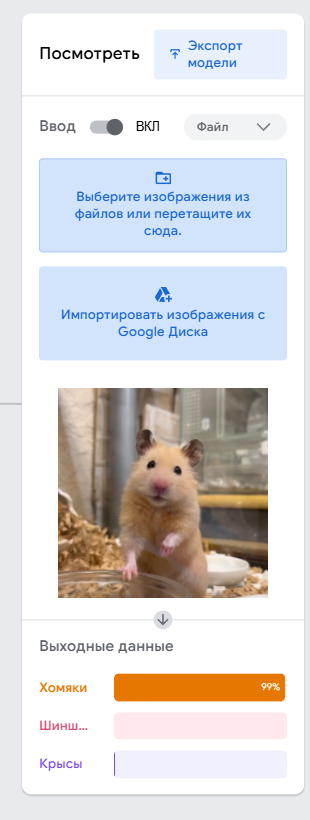 Посмотреть
Экспорт
модели
Ввод
ВКЛ
Файл
Выберите изображения из
файлов или перетащите их
сюда.
Импортировать изображения с
Google Диска
Выходные данные
Хомяки
99%
Шинш...
Крысы